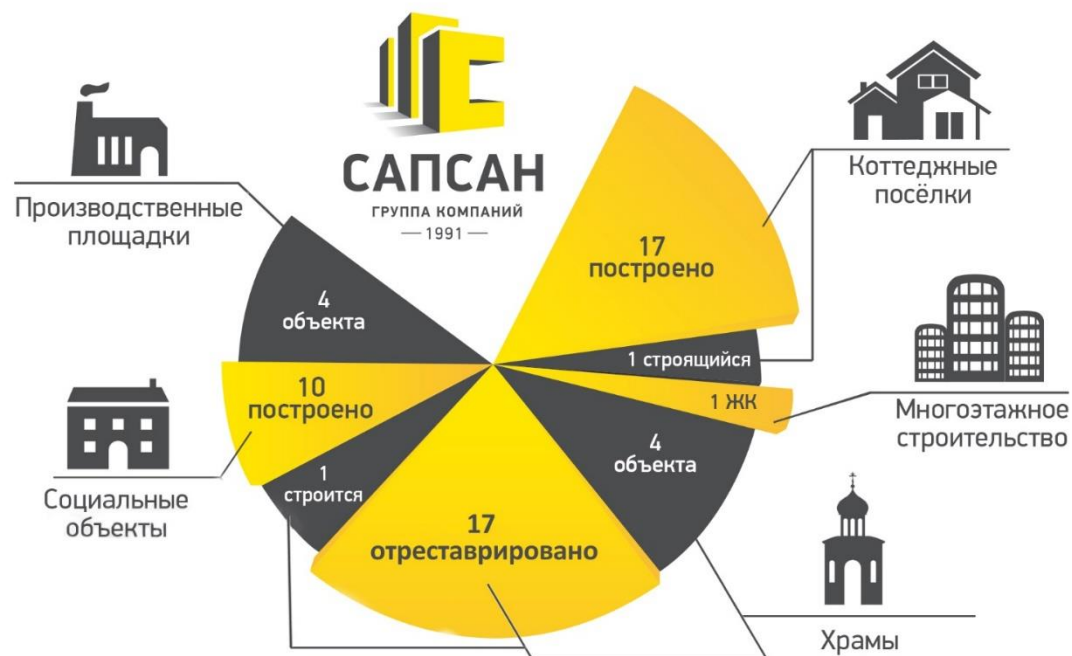 САПСАН
ГРУППА КОМПАНИЙ
1991
Производственные
площадки
4
объекта
Социальные
объекты
10
построено
1
строится
17
отреставрировано
17
построено
Коттеджные
посёлки
1 строящийся
1 ЖК
Многоэтажное
строительство
4
объекта
Храмы